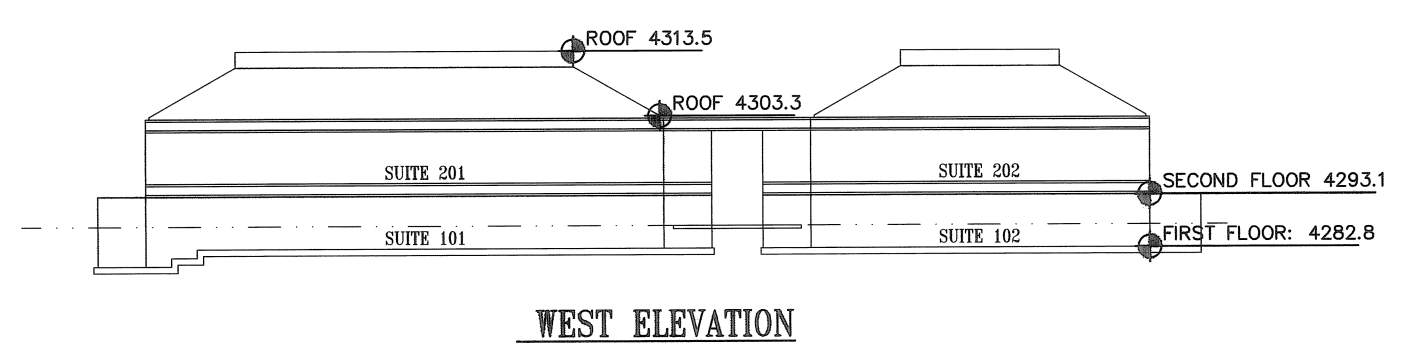 ROOF 4313.5
ROOF 4303.3
SUITE 201
SUITE 202
SECOND FLOOR 4293.1
SUITE 101
SUITE 102
FIRST FLOOR: 4282.8
WEST ELEVATION